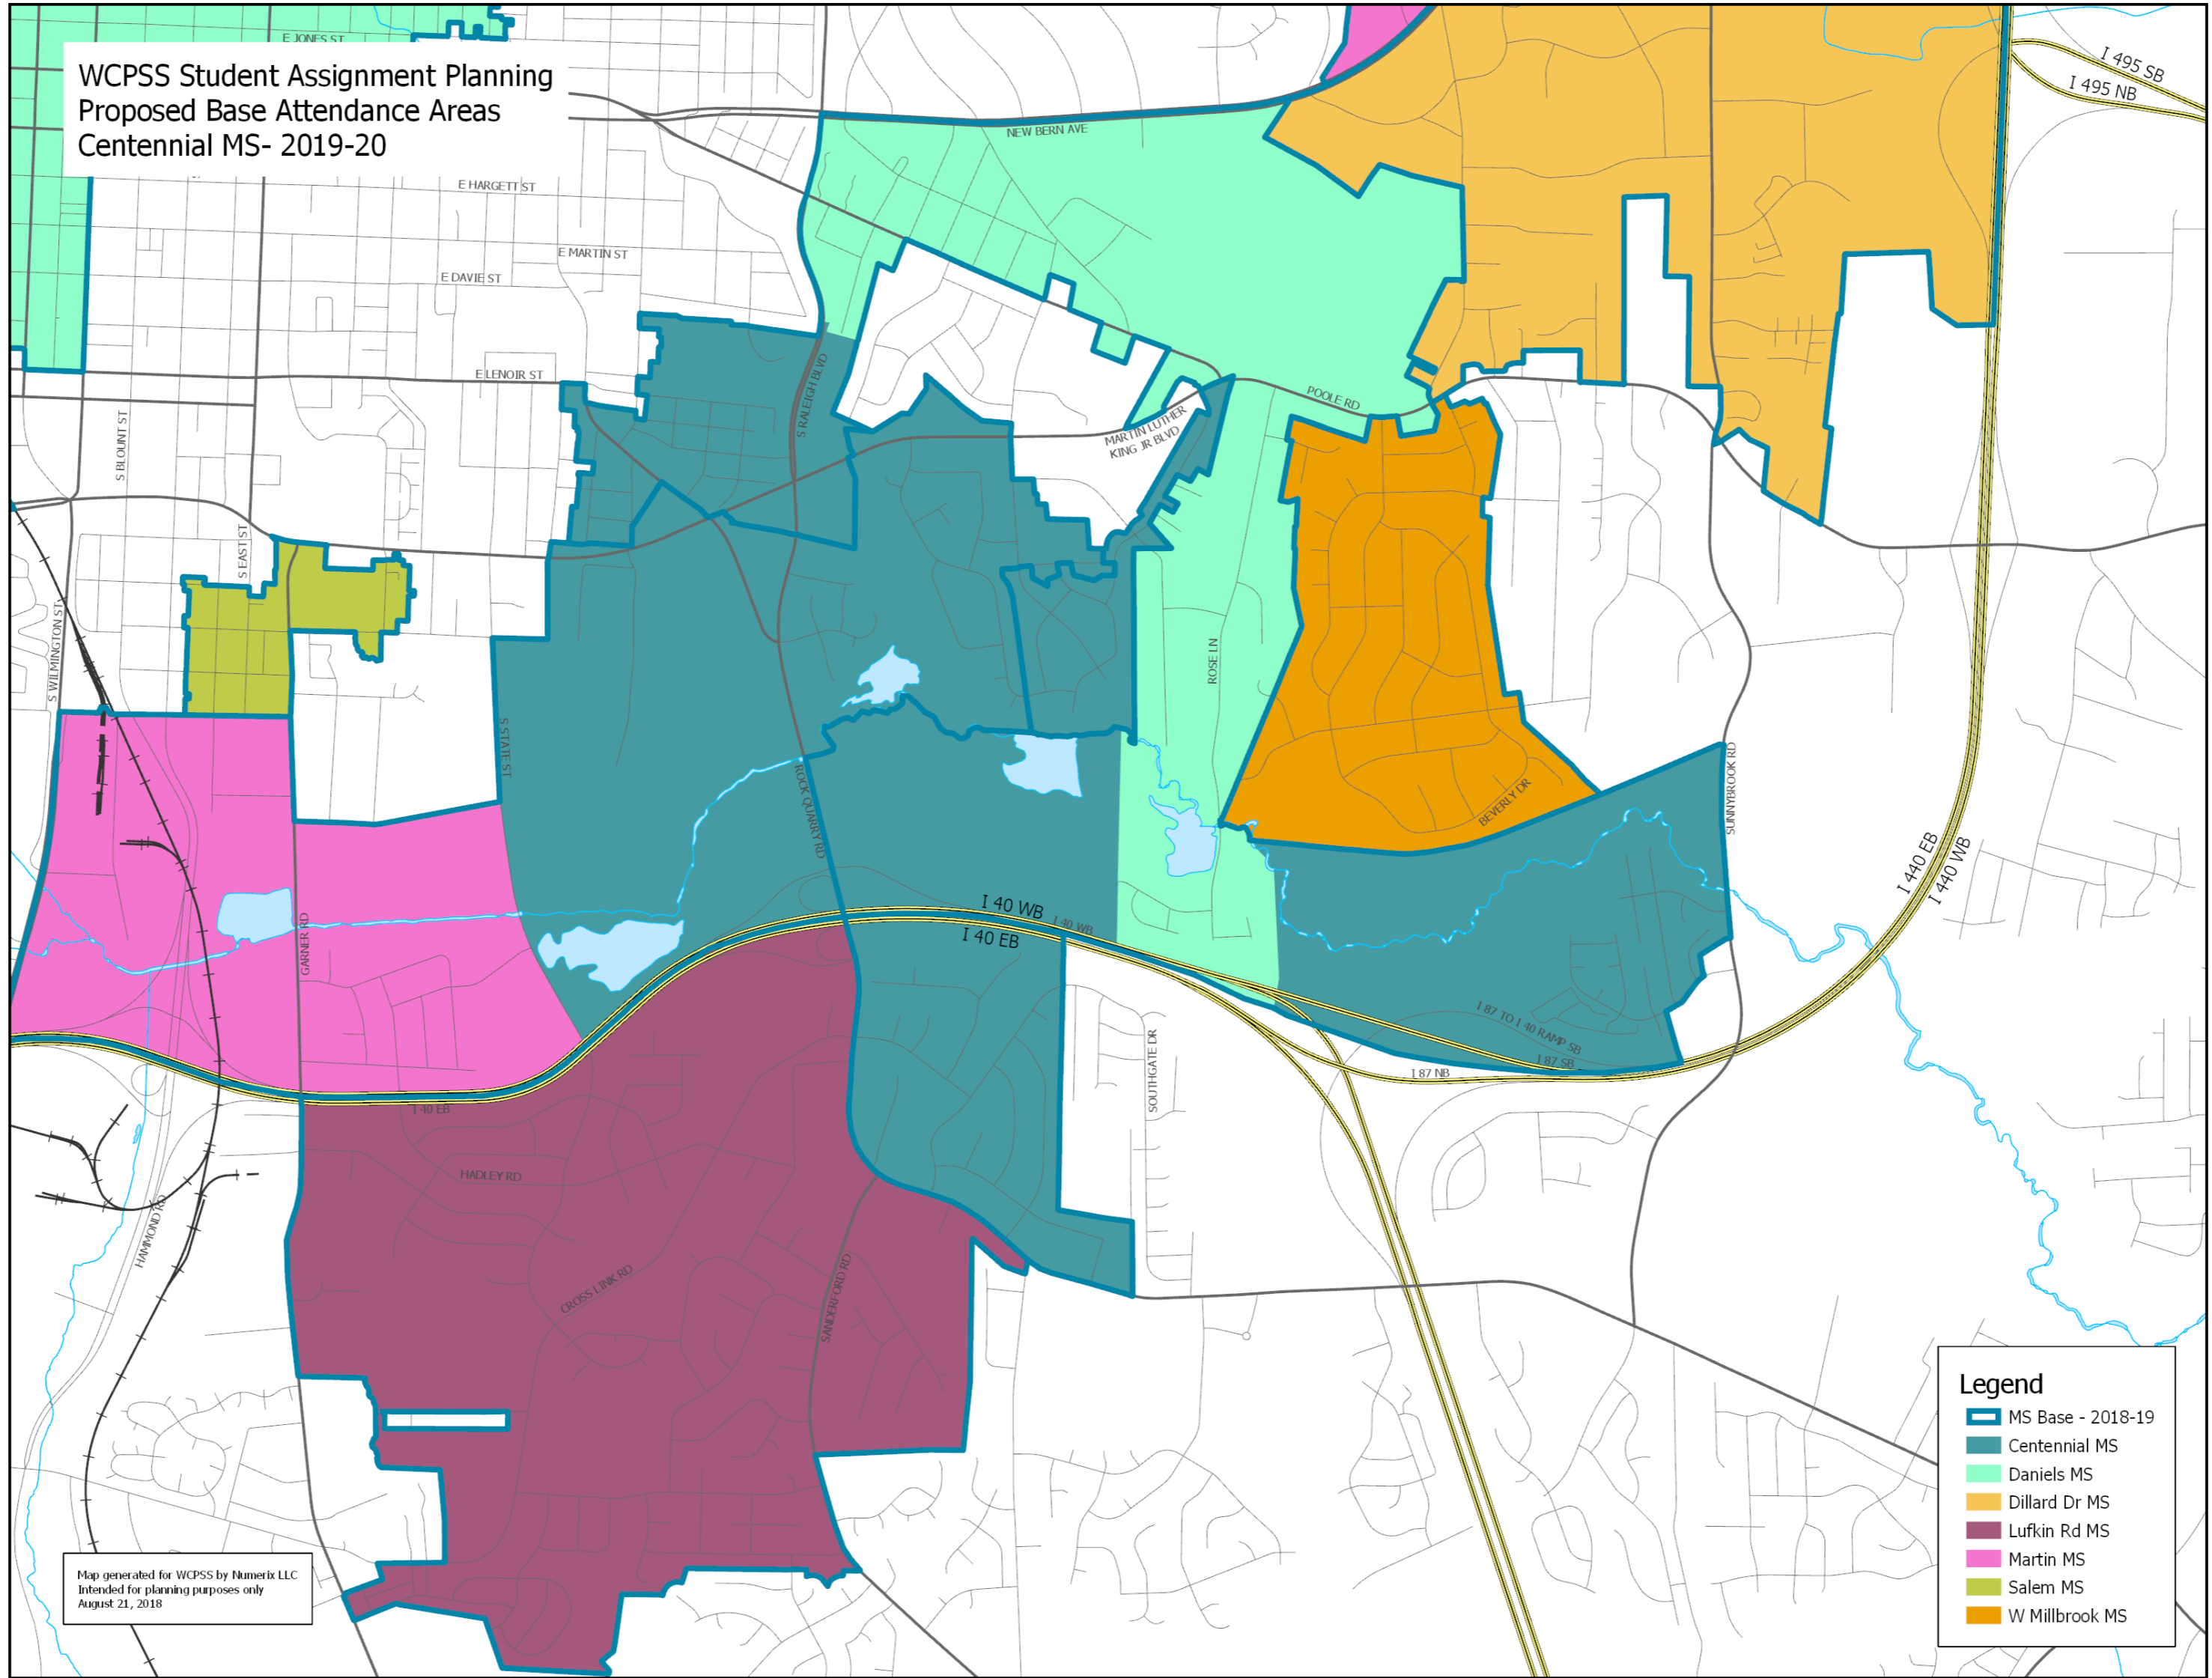 E JONES ST
WCPSS Student Assignment Planning
Proposed Base Attendance Areas
Centennial MS- 2019-20
I 495 SB
I 495 NB
NEW BERN AVE
E HARGETT ST
E MARTIN ST
E DAVIE ST
E LENOIR ST
S RALEIGH BLVD
POOLE RD
MARTIN LUTHER
KING JR BLVD
S BLOUNT ST
S EAST ST
S WILMINGTON ST
ROSE LN
S STATE ST
ROCK QUARRY RD
BEVERLY DR
SUNNYBROOK RD
I 440 EB
I 440 WB
I 40 WB
I 40 WB
I 40 EB
GARNER RD
I 87 TO I 40 RAMP SB
I 87 SB
I 87 NB
SOUTHGATE DR
I 40 EB
HADLEY RD
HAMMOND RD
CROSS LINK RD
SANDERFORD RD
Legend
MS Base - 2018-19
Centennial MS
Daniels MS
Dillard Dr MS
Lufkin Rd MS
Martin MS
Salem MS
W Millbrook MS
Map generated for WCPSS by Numerix LLC
Intended for planning purposes only
August 21, 2018